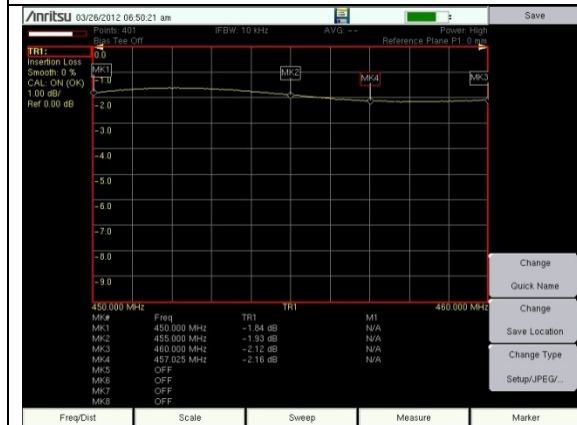 Anritsu 03/26/2012 06:50:21 am
Save
Points: 401 IFBW: 10 kHz AVG: -- Power: High
Bias Tee Off Reference Plane P1: 0 mm
TR1:
Insertion Loss
Smooth: 0 %
CAL: ON (OK)
1.00 dB/
Ref 0.00 dB
0.0
MK1
MK2
MK4
MK3
-1.0
-2.0
-3.0
-4.0
-5.0
-6.0
-7.0
-8.0
-9.0
450.000 MHz TR1 460.000 MHz
MK# Freq TR1 M1
MK1 450.000 MHz -1.84 dB N/A
MK2 455.000 MHz -1.93 dB N/A
MK3 460.000 MHz -2.12 dB N/A
MK4 457.025 MHz -2.16 dB N/A
MK5 OFF
MK6 OFF
MK7 OFF
MK8 OFF
Change
Quick Name
Change
Save Location
Change Type
Setup/JPEG/...
Freq/Dist Scale Sweep Measure Marker